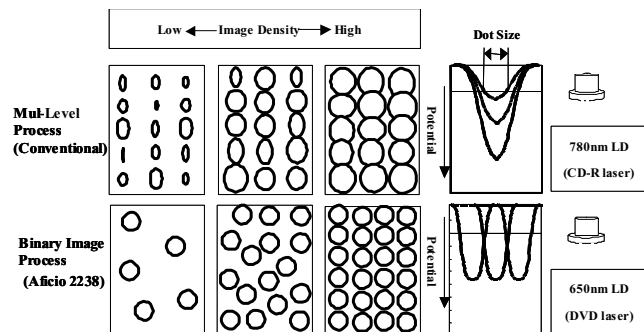 Low Image Density High
Dot Size
Mul-Level
Process
(Conventional)
Potential
780nm LD
(CD-R laser)
Binary Image
Process
(Aficio 2238)
Potential
650nm LD
(DVD laser)